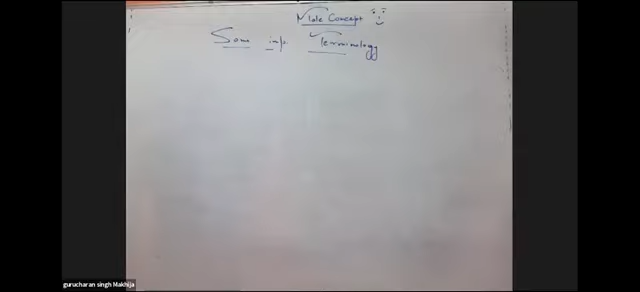 Mole Concept
Some imp. Terminology
gurucharan singh Makhija